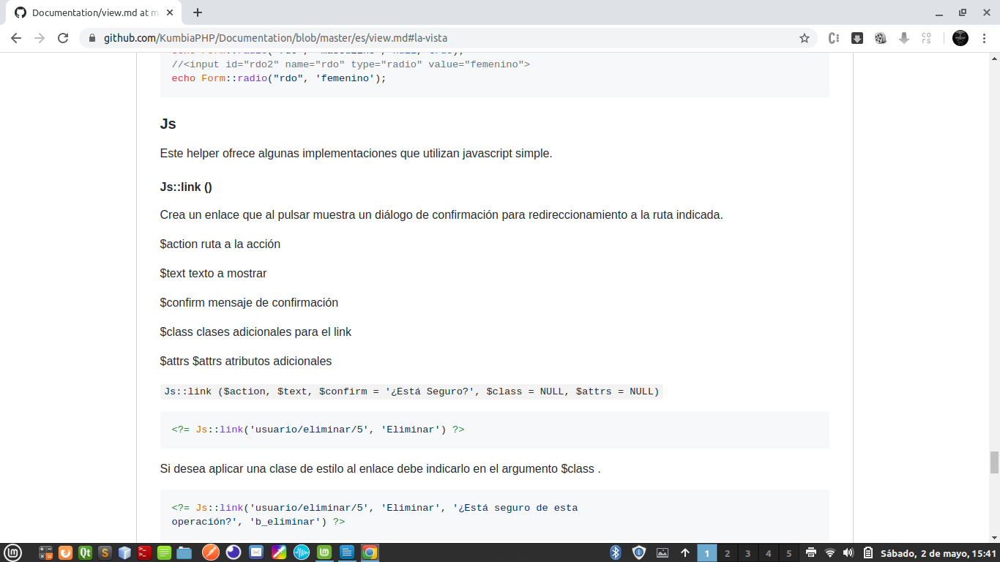 Documentation/view.md at m
github.com/KumbiaPHP/Documentation/blob/master/es/view.md#la-vista
//<input id="rdo2" name="rdo" type="radio" value="femenino">
echo Form::radio("rdo", 'femenino');
Js
Este helper ofrece algunas implementaciones que utilizan javascript simple.
Js::link ()
Crea un enlace que al pulsar muestra un diálogo de confirmación para redireccionamiento a la ruta indicada.
$action ruta a la acción
$text texto a mostrar
$confirm mensaje de confirmación
$class clases adicionales para el link
$attrs $attrs atributos adicionales
Js::link ($action, $text, $confirm = '¿Está Seguro?', $class = NULL, $attrs = NULL)
<?= Js::link('usuario/eliminar/5', 'Eliminar') ?>
Si desea aplicar una clase de estilo al enlace debe indicarlo en el argumento $class .
<?= Js::link('usuario/eliminar/5', 'Eliminar', '¿Está seguro de esta
operación?', 'b_eliminar') ?>
1 2 3 4 5 Sábado, 2 de mayo, 15:41